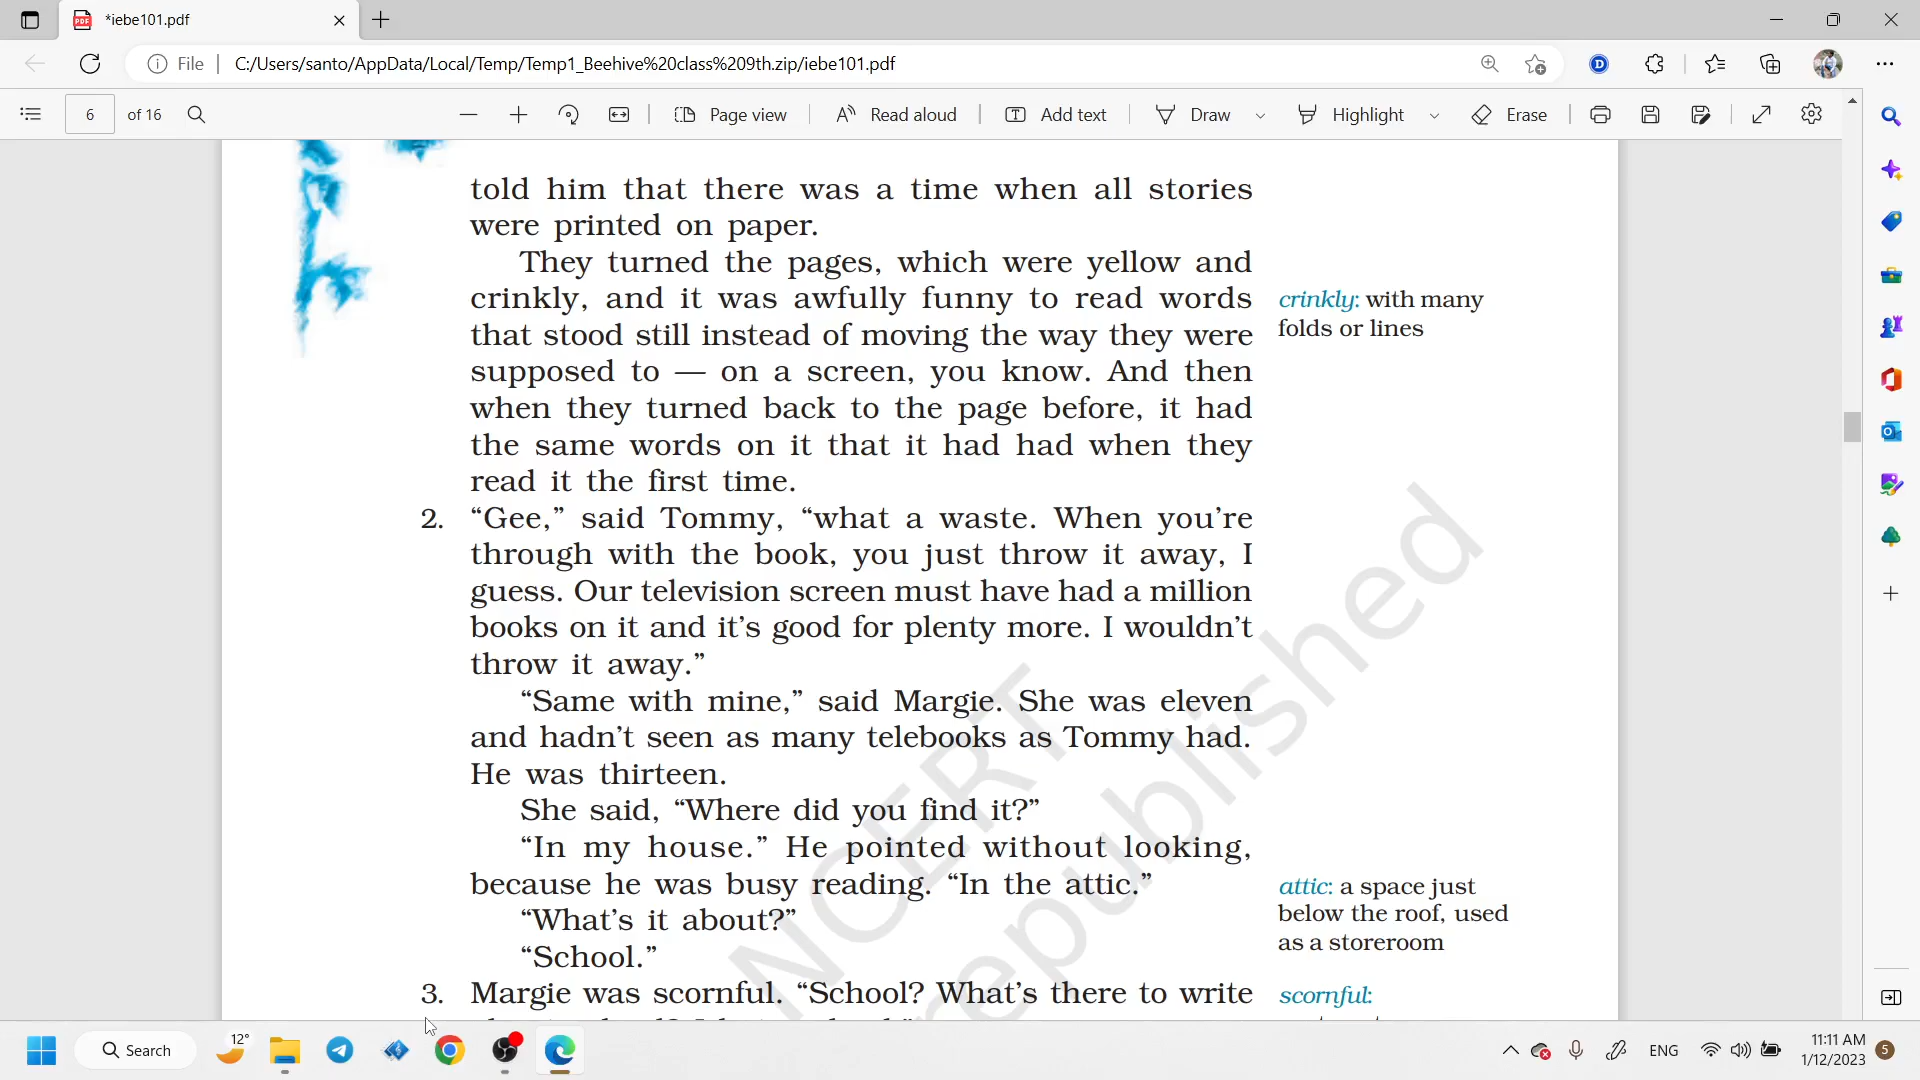 *iebe101.pdf
File
C:/Users/santo/AppData/Local/Temp/Temp1_Beehive%20class%209th.zip/iebe101.pdf
6 of 16
Page view
Read aloud
Add text
Draw
Highlight
Erase
told him that there was a time when all stories
were printed on paper.
They turned the pages, which were yellow and
crinkly, and it was awfully funny to read words
that stood still instead of moving the way they were
supposed to — on a screen, you know. And then
when they turned back to the page before, it had
the same words on it that it had had when they
read it the first time.
crinkly: with many
folds or lines
2. “Gee,” said Tommy, “what a waste. When you’re
through with the book, you just throw it away, I
guess. Our television screen must have had a million
books on it and it’s good for plenty more. I wouldn’t
throw it away.”
“Same with mine,” said Margie. She was eleven
and hadn’t seen as many telebooks as Tommy had.
He was thirteen.
She said, “Where did you find it?”
“In my house.” He pointed without looking,
because he was busy reading. “In the attic.”
“What’s it about?”
“School.”
attic: a space just
below the roof, used
as a storeroom
3. Margie was scornful. “School? What’s there to write
scornful:
NCERT
republished
12°
Search
ENG
11:11 AM
1/12/2023
5